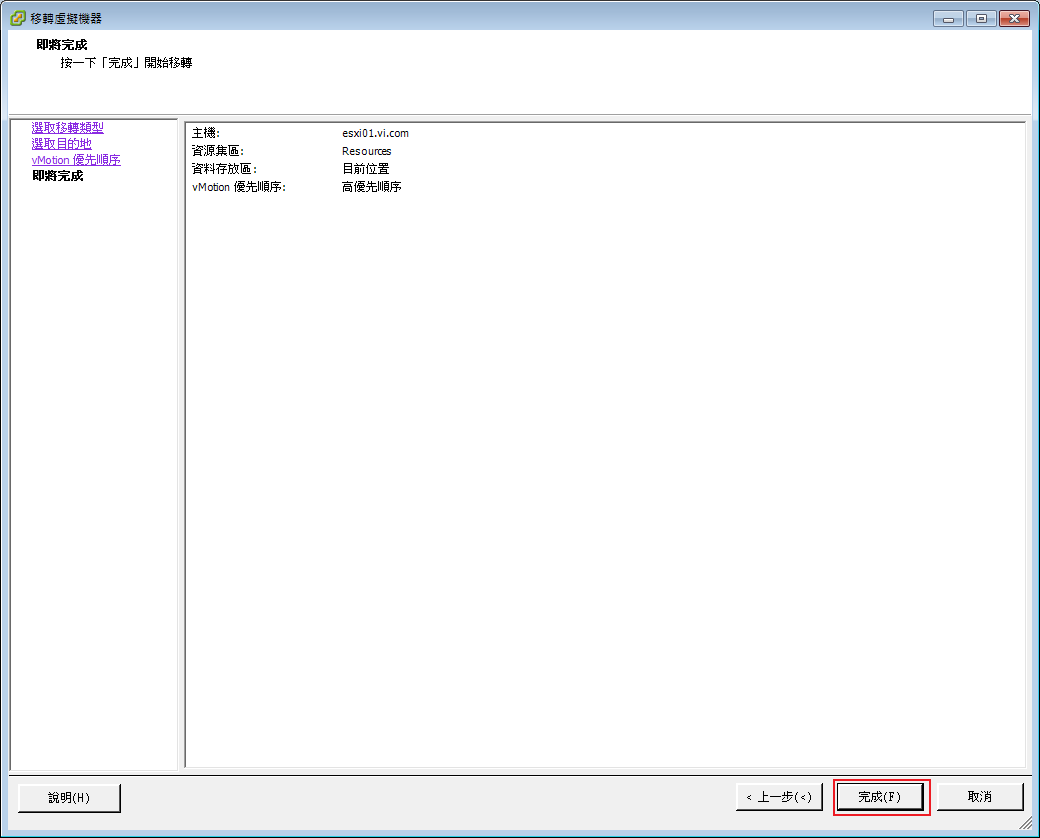 移轉虛擬機器
即將完成
按一下「完成」開始移轉
選取移轉類型
選取目的地
vMotion 優先順序
即將完成
主機: esxi01.vi.com
資源集區: Resources
資料存放區: 目前位置
vMotion 優先順序: 高優先順序
說明(H)
< 上一步(<) 完成(F) 取消